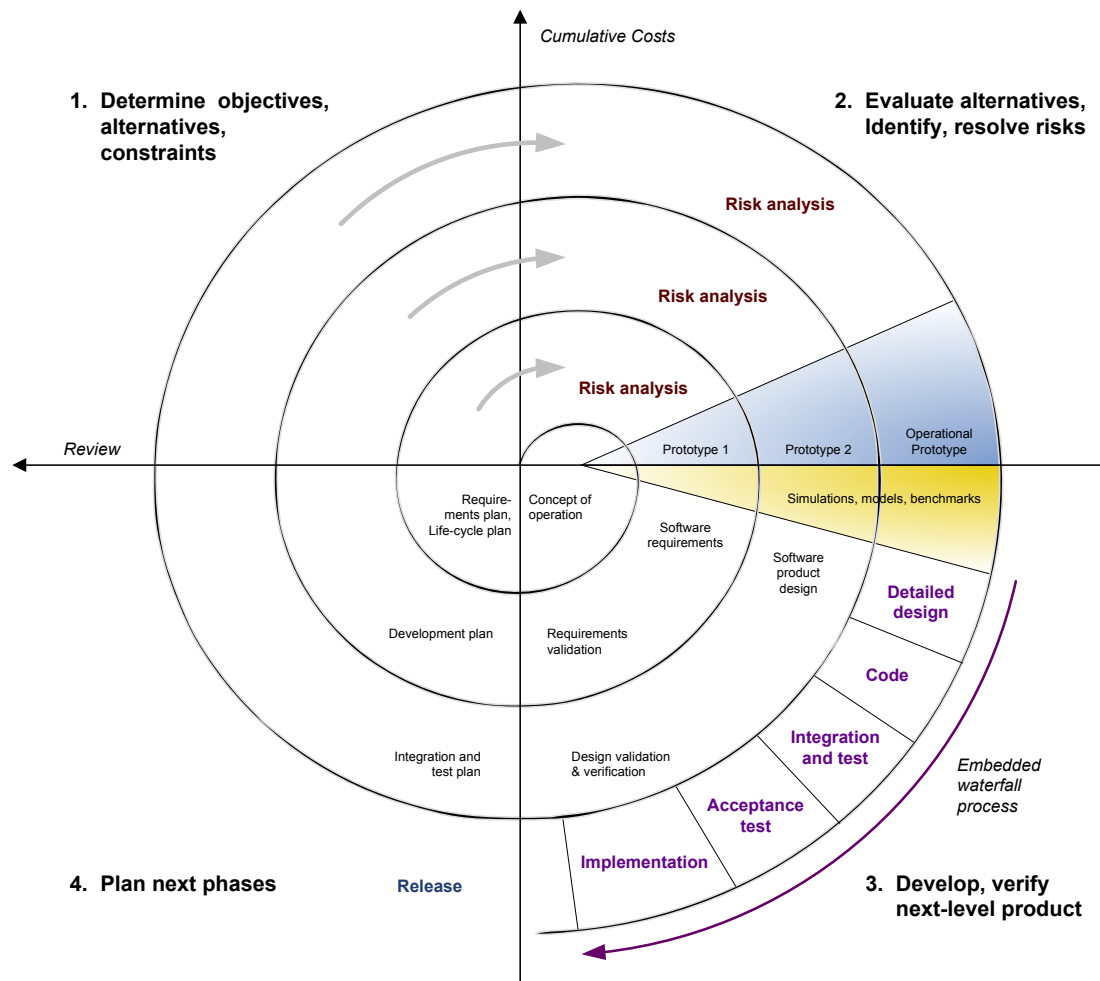 Cumulative Costs
1. Determine objectives,
alternatives,
constraints
2. Evaluate alternatives,
Identify, resolve risks
Risk analysis
Risk analysis
Risk analysis
Review
Prototype 1
Prototype 2
Operational
Prototype
Simulations, models, benchmarks
Require-
ments plan,
Life-cycle plan
Concept of
operation
Software
requirements
Software
product
design
Detailed
design
Development plan
Requirements
validation
Code
Integration and
test plan
Design validation
& verification
Integration
and test
Embedded
waterfall
process
Acceptance
test
Implementation
4. Plan next phases
Release
3. Develop, verify
next-level product